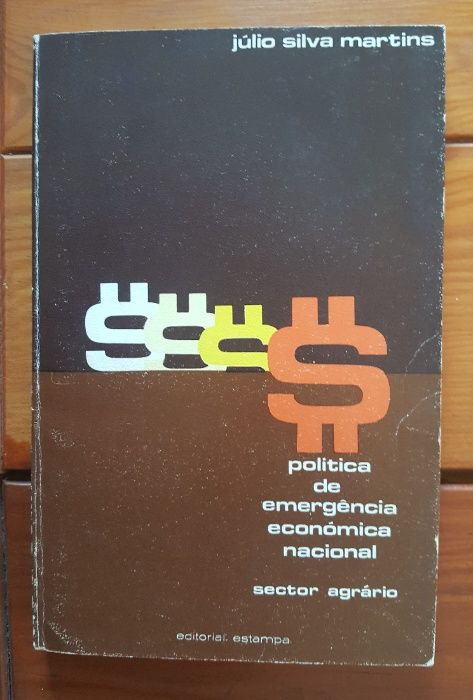 júlio silva martins
$ $ $ $
politica
de
emergência
económica
nacional
sector agrário
editorial estampa